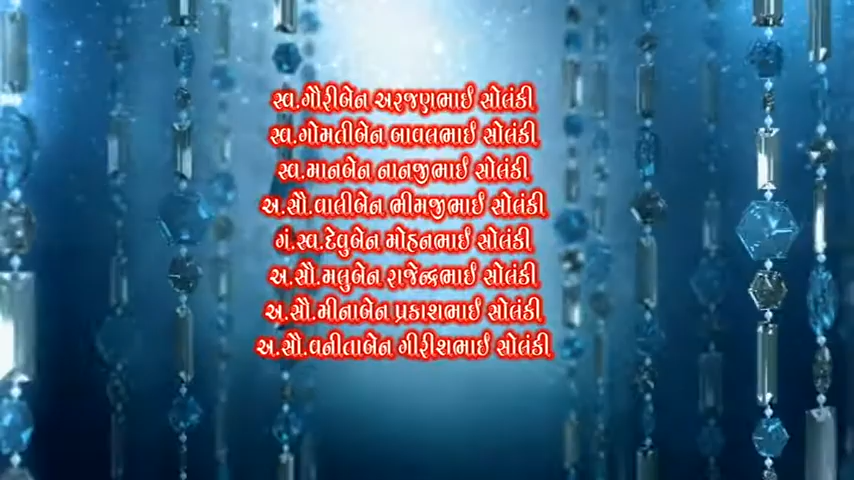 સ્વ.ગૌરીબેન અરજણભાઈ સોલંકી
સ્વ.ગોમતીબેન બાવલભાઈ સોલંકી
સ્વ.માનબેન નાનજીભાઈ સોલંકી
અ.સૌ.વાલીબેન ભીમજીભાઈ સોલંકી
ગં.સ્વ.દેવુબેન મોહનભાઈ સોલંકી
અ.સૌ.મલુબેન રાજેન્દ્રભાઈ સોલંકી
અ.સૌ.મીનાબેન પ્રકાશભાઈ સોલંકી
અ.સૌ.વનીતાબેન ગીરીશભાઈ સોલંકી